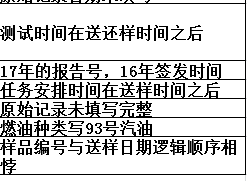 测试时间在送还样时间之后
17年的报告号，16年签发时间
任务安排时间在送样时间之后
原始记录未填写完整
燃油种类写93号汽油
样品编号与送样日期逻辑顺序相
悖